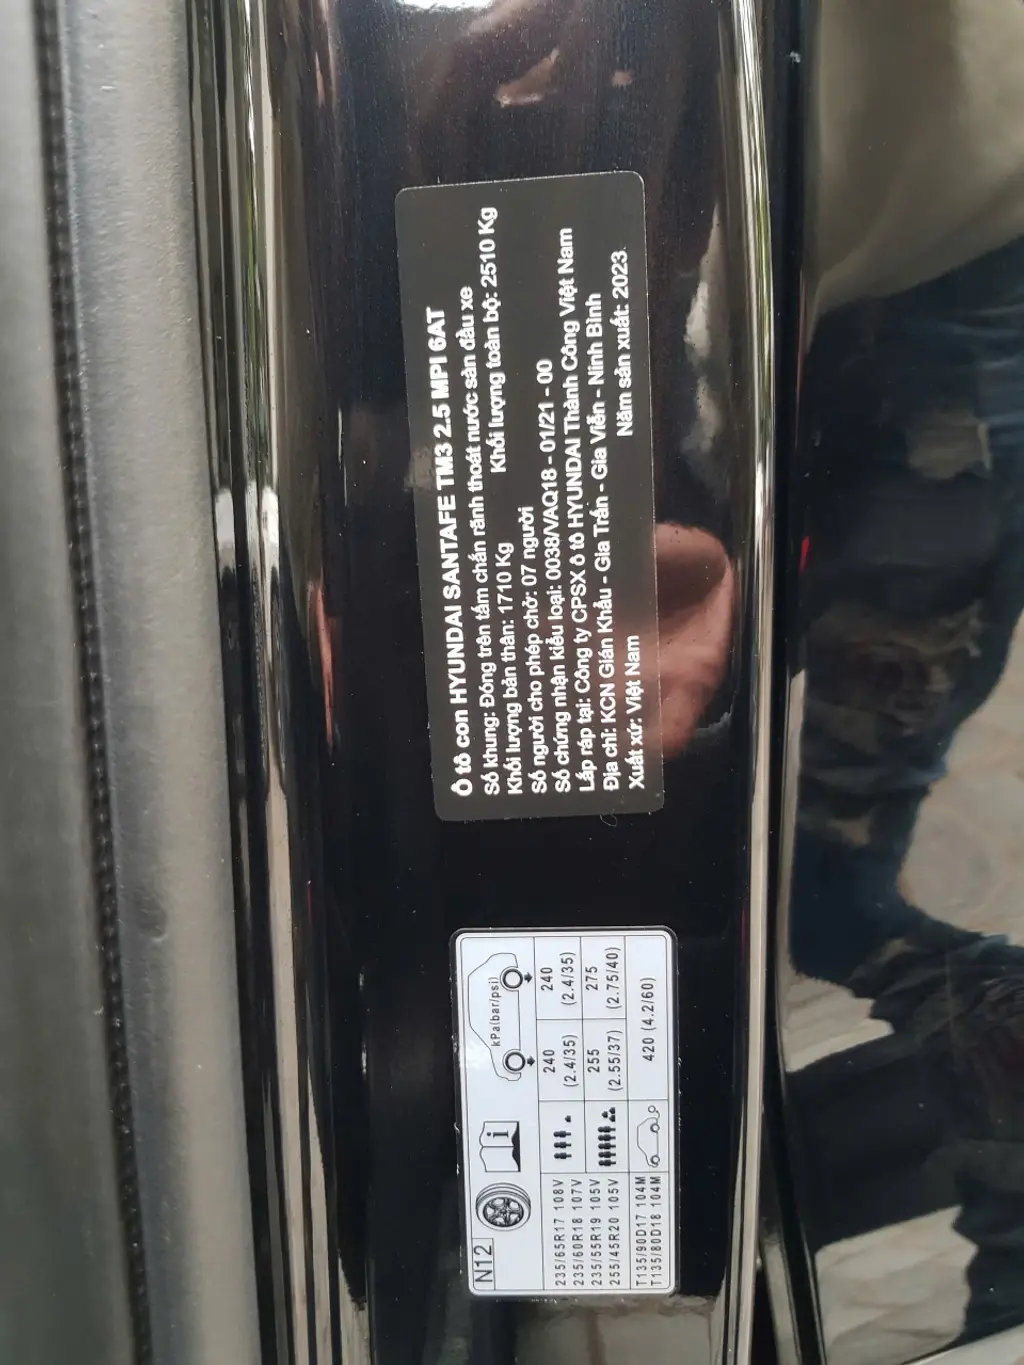 Ô tô con HYUNDAI SANTAFE TM3 2.5 MPI 6AT
Số khung: Đóng trên tấm chắn rãnh thoát nước sàn đầu xe
Khối lượng bản thân: 1710 Kg Khối lượng toàn bộ: 2510 Kg
Số người cho phép chở: 07 người
Số chứng nhận kiểu loại: 0038/VAQ18 - 01/21 - 00
Lắp ráp tại: Công ty CPSX ô tô HYUNDAI Thành Công Việt Nam
Địa chỉ: KCN Gián Khẩu - Gia Trấn - Gia Viễn - Ninh Bình
Xuất xứ: Việt Nam Năm sản xuất: 2023
N12
i
kPa(bar/psi)
235/65R17 108V 240 240
235/60R18 107V (2.4/35) (2.4/35)
235/55R19 105V 255 275
255/45R20 105V (2.55/37) (2.75/40)
T135/90D17 104M 420 (4.2/60)
T135/80D18 104M